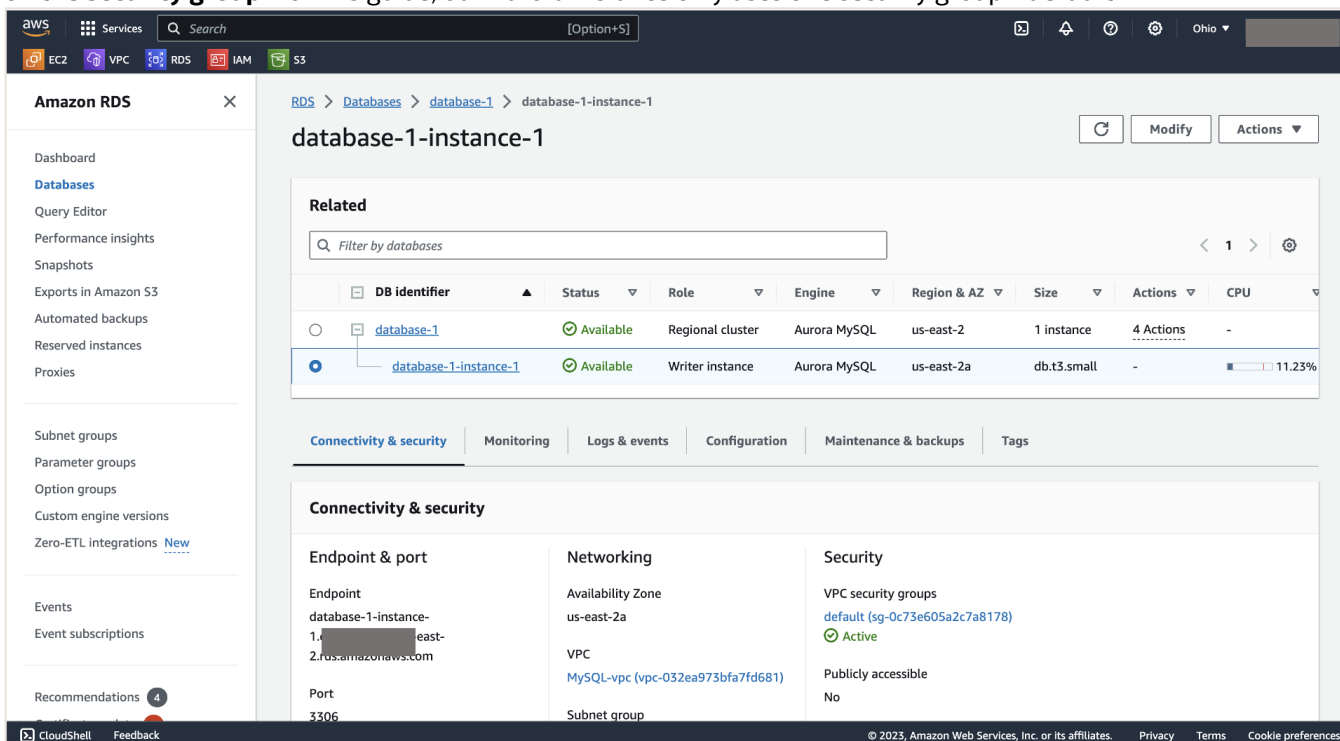 aws Services Search [Option+S] Ohio ▼
EC2 VPC RDS IAM S3
Amazon RDS
Dashboard
Databases
Query Editor
Performance insights
Snapshots
Exports in Amazon S3
Automated backups
Reserved instances
Proxies
Subnet groups
Parameter groups
Option groups
Custom engine versions
Zero-ETL integrations New
Events
Event subscriptions
Recommendations 4
RDS > Databases > database-1 > database-1-instance-1
database-1-instance-1
Modify Actions ▼
Related
Filter by databases
1
DB identifier Status Role Engine Region & AZ Size Actions CPU
database-1 Available Regional cluster Aurora MySQL us-east-2 1 instance 4 Actions -
database-1-instance-1 Available Writer instance Aurora MySQL us-east-2a db.t3.small - 11.23%
Connectivity & security Monitoring Logs & events Configuration Maintenance & backups Tags
Connectivity & security
Endpoint & port
Endpoint
database-1-instance-
1. east-
2.rds.amazonaws.com
Port
3306
Networking
Availability Zone
us-east-2a
VPC
MySQL-vpc (vpc-032ea973bfa7fd681)
Subnet group
Security
VPC security groups
default (sg-0c73e605a2c7a8178)
Active
Publicly accessible
No
CloudShell Feedback © 2023, Amazon Web Services, Inc. or its affiliates. Privacy Terms Cookie preferences